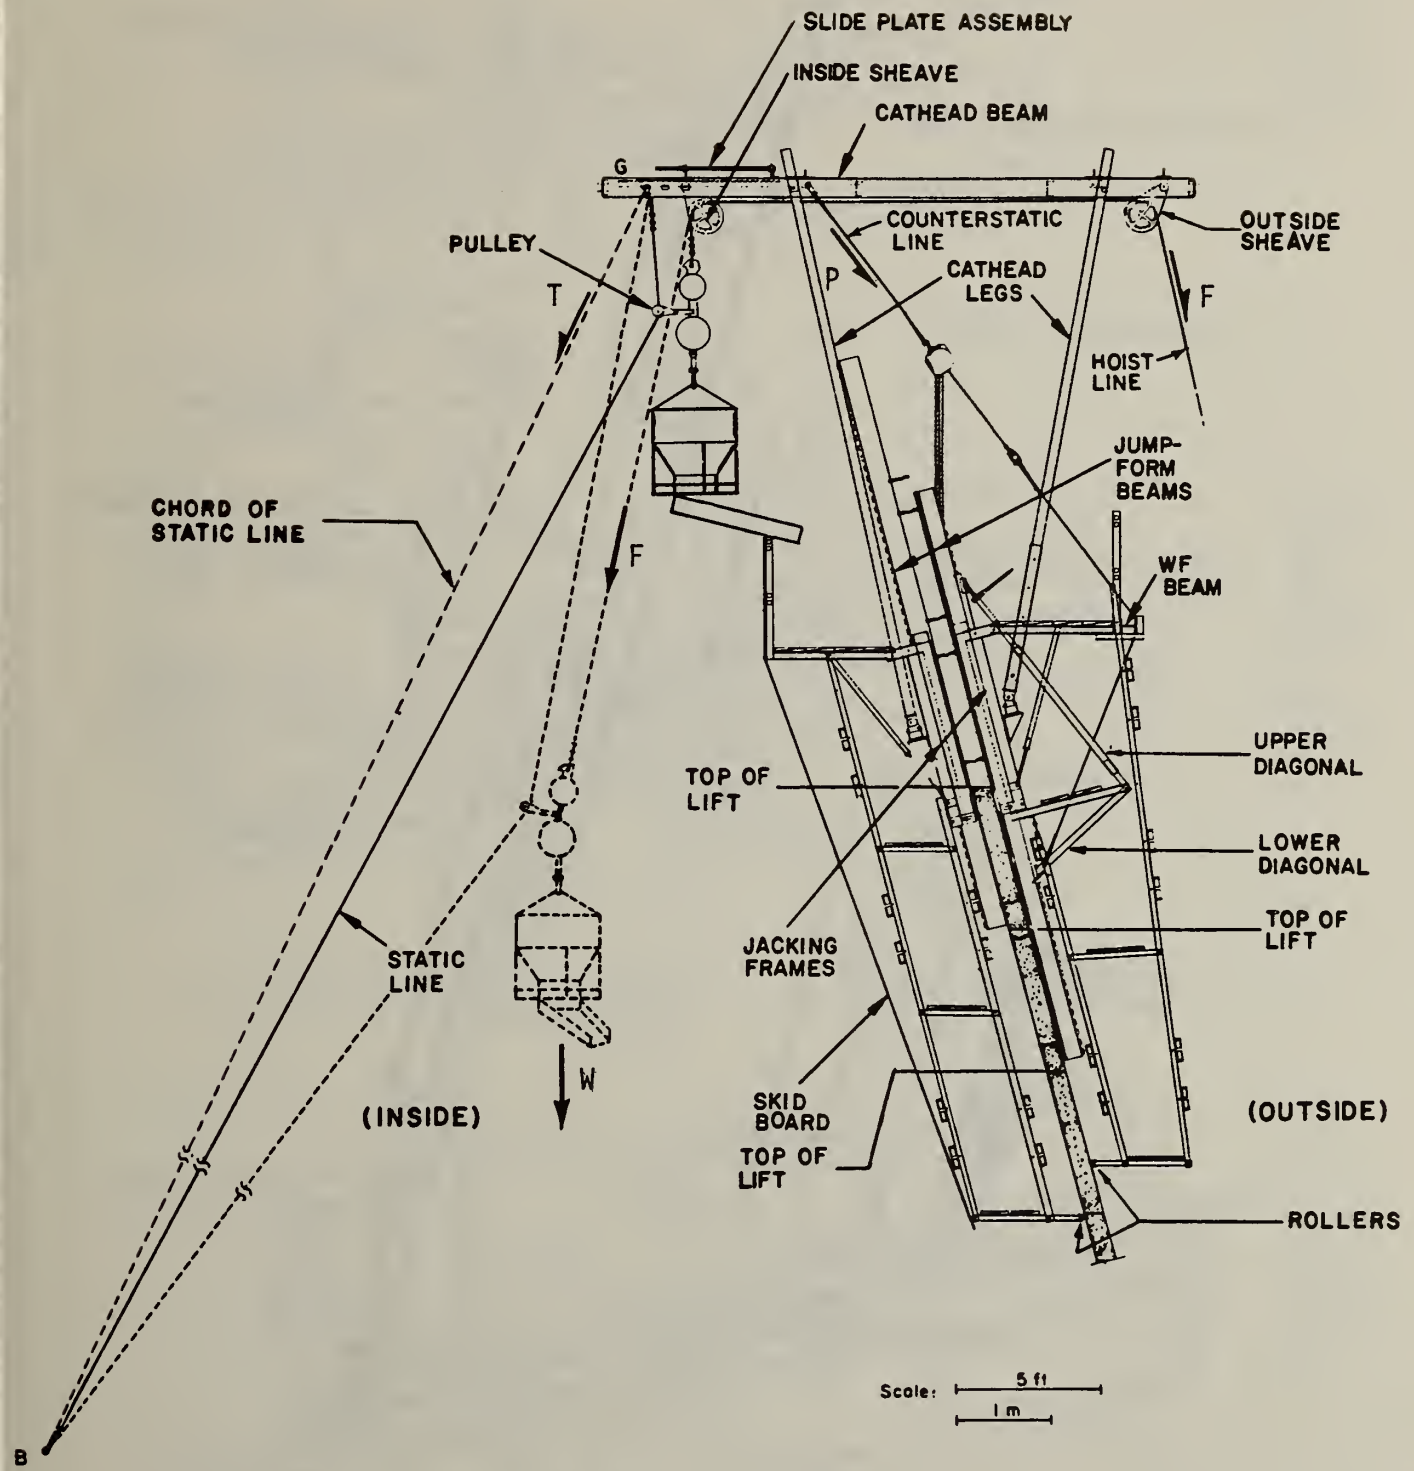 SLIDE PLATE ASSEMBLY
INSIDE SHEAVE
CATHEAD BEAM
G
COUNTERSTATIC
LINE
OUTSIDE
SHEAVE
PULLEY
CATHEAD
LEGS
P
T
F
HOIST
LINE
JUMP-
FORM
BEAMS
CHORD OF
STATIC LINE
F
WF
BEAM
UPPER
DIAGONAL
TOP OF
LIFT
LOWER
DIAGONAL
TOP OF
LIFT
JACKING
FRAMES
STATIC
LINE
W
(INSIDE)
SKID
BOARD
(OUTSIDE)
TOP OF
LIFT
ROLLERS
Scale:
5 ft
1 m
B